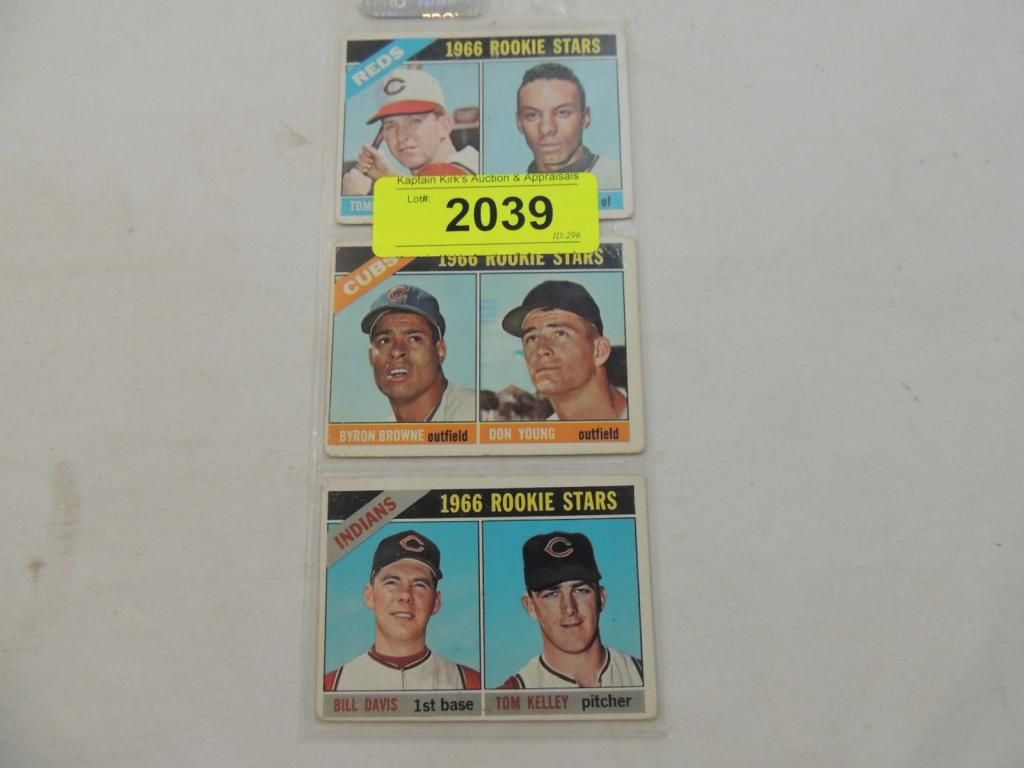 PRO
REDS
1966 ROOKIE STARS
Kaptain Kirk's Auction & Appraisals
Lot#:
2039
ID: 296
TOM
of
CUBS
1966 ROOKIE STARS
C
BYRON BROWNE outfield
DON YOUNG outfield
INDIANS
1966 ROOKIE STARS
BILL DAVIS 1st base
TOM KELLEY pitcher